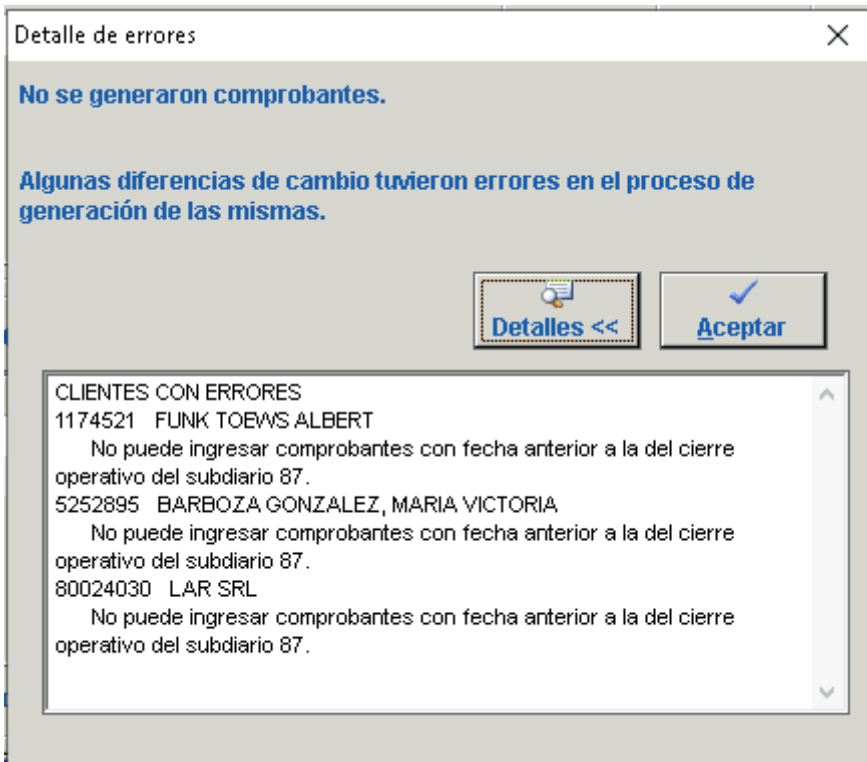 Detalle de errores
No se generaron comprobantes.
Algunas diferencias de cambio tuvieron errores en el proceso de
generación de las mismas.
Detalles <<
Aceptar
CLIENTES CON ERRORES
1174521 FUNK TOEWS ALBERT
No puede ingresar comprobantes con fecha anterior a la del cierre
operativo del subdiario 87.
5252895 BARBOZA GONZALEZ, MARIA VICTORIA
No puede ingresar comprobantes con fecha anterior a la del cierre
operativo del subdiario 87.
80024030 LAR SRL
No puede ingresar comprobantes con fecha anterior a la del cierre
operativo del subdiario 87.